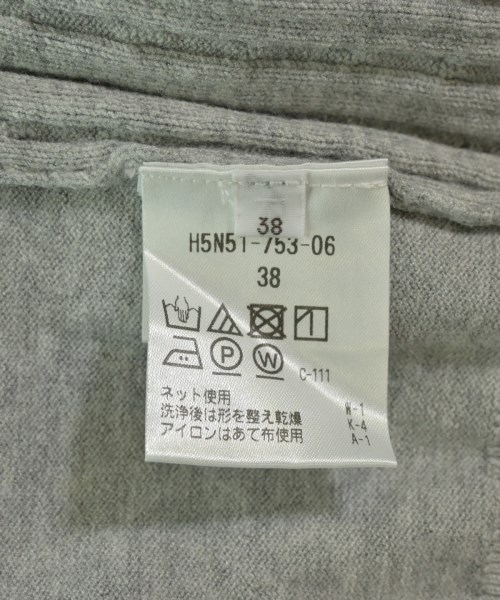 38
H5N51-753-06
38
P W
C-111
ネット使用
洗浄後は形を整え乾燥
アイロンはあて布使用
W-1
K-4
A-1